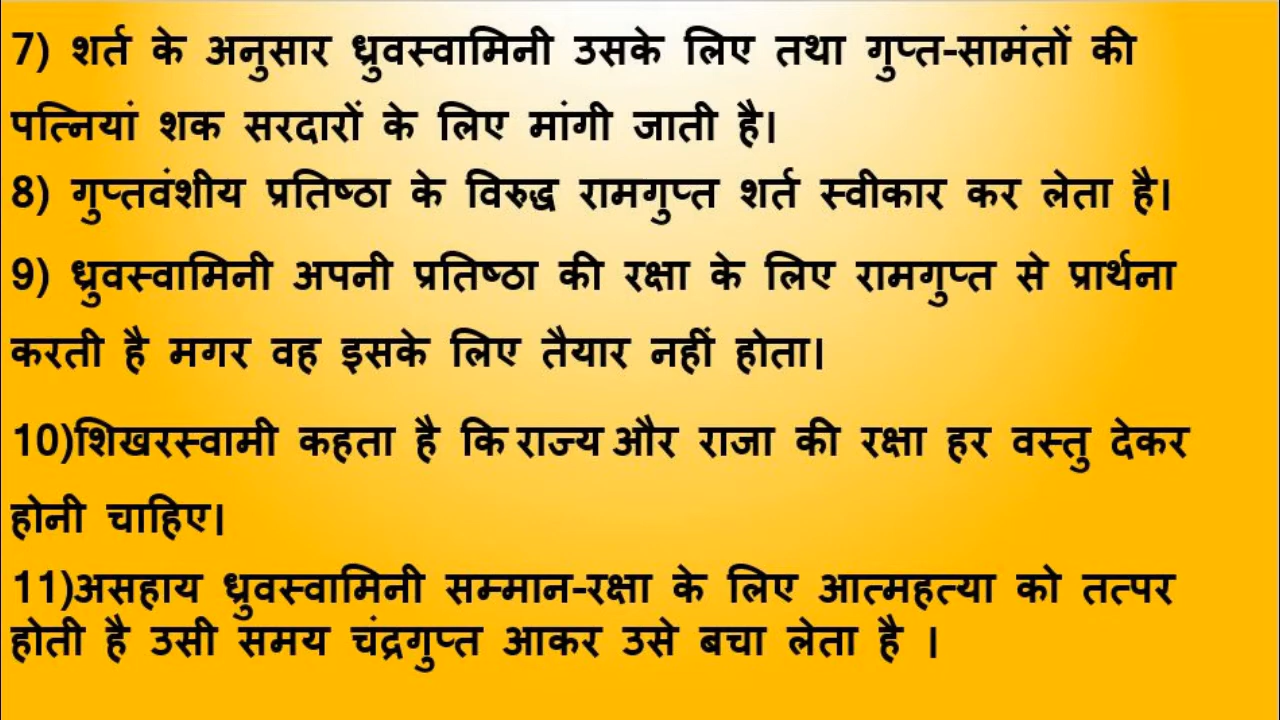 7) शर्त के अनुसार ध्रुवस्वामिनी उसके लिए तथा गुप्त-सामंतों की
पत्नियां शक सरदारों के लिए मांगी जाती है।
8) गुप्तवंशीय प्रतिष्ठा के विरुद्ध रामगुप्त शर्त स्वीकार कर लेता है।
9) ध्रुवस्वामिनी अपनी प्रतिष्ठा की रक्षा के लिए रामगुप्त से प्रार्थना
करती है मगर वह इसके लिए तैयार नहीं होता।
10)शिखरस्वामी कहता है कि राज्य और राजा की रक्षा हर वस्तु देकर
होनी चाहिए।
11)असहाय ध्रुवस्वामिनी सम्मान-रक्षा के लिए आत्महत्या को तत्पर
होती है उसी समय चंद्रगुप्त आकर उसे बचा लेता है ।